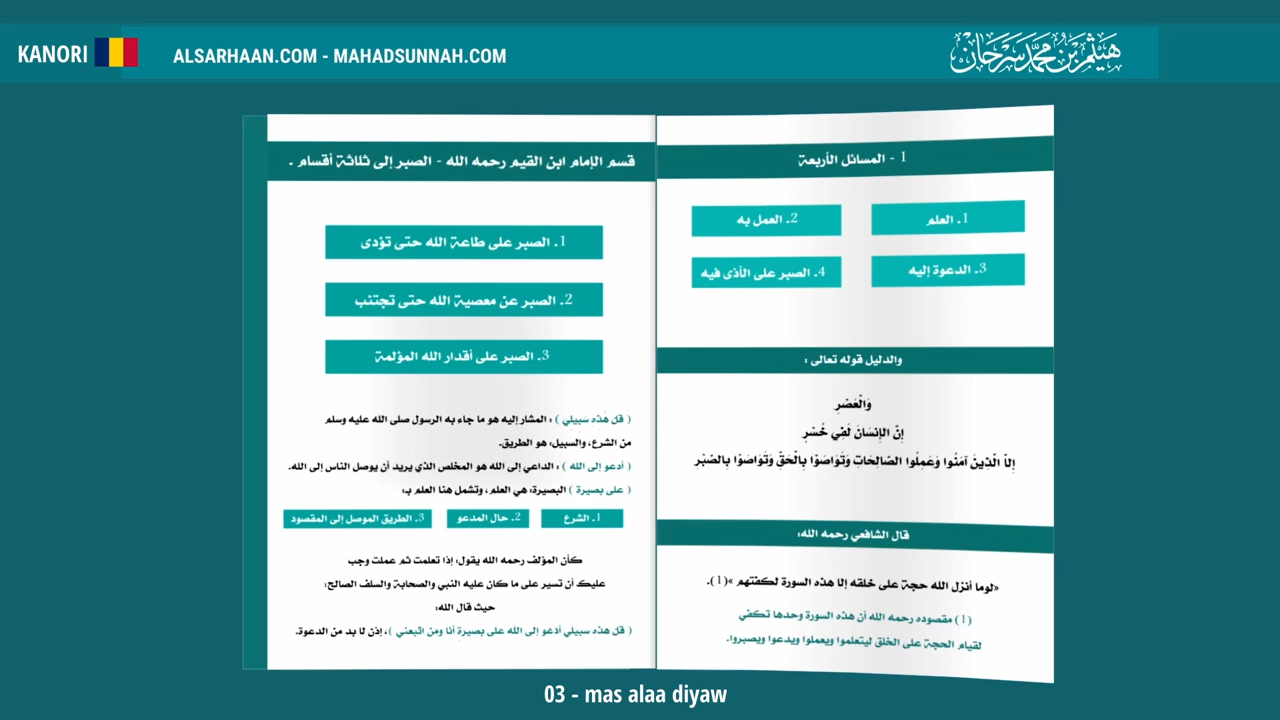 KANORI
ALSARHAAN.COM - MAHADSUNNAH.COM
هيثم بن محمد سرحان
1 - المسائل الأربعة
1. العلم
2. العمل به
3. الدعوة إليه
4. الصبر على الأذى فيه
والدليل قوله تعالى :
وَالْعَصْرِ
إِنَّ الإِنسَانَ لَفِي خُسْرٍ
إِلاَّ الَّذِينَ آمَنُوا وَعَمِلُوا الصَّالِحَاتِ وَتَوَاصَوْا بِالْحَقِّ وَتَوَاصَوْا بِالصَّبْرِ
قال الشافعي رحمه الله:
«لوما أنزل الله حجة على خلقه إلا هذه السورة لكفتهم »(1).
(1) مقصوده رحمه الله أن هذه السورة وحدها تكفي
لقيام الحجة على الخلق ليتعلموا ويعملوا ويدعوا ويصبروا.
قسم الإمام ابن القيم رحمه الله - الصبر إلى ثلاثة أقسام .
1. الصبر على طاعة الله حتى تؤدى
2. الصبر عن معصية الله حتى تجتنب
3. الصبر على أقدار الله المؤلمة
( قل هذه سبيلي ) : المشار إليه هو ما جاء به الرسول صلى الله عليه وسلم
من الشرع، والسبيل: هو الطريق.
( أدعو إلى الله ) : الداعي إلى الله هو المخلص الذي يريد أن يوصل الناس إلى الله.
( على بصيرة ) البصيرة: هي العلم، وتشمل هنا العلم بـ:
1. الشرع
2. حال المدعو
3. الطريق الموصل إلى المقصود
كأن المؤلف رحمه الله يقول: إذا تعلمت ثم عملت وجب
عليك أن تسير على ما كان عليه النبي والصحابة والسلف الصالح؛
حيث قال الله:
( قل هذه سبيلي أدعو إلى الله على بصيرة أنا ومن اتبعني )، إذن لا بد من الدعوة.
03 - mas alaa diyaw